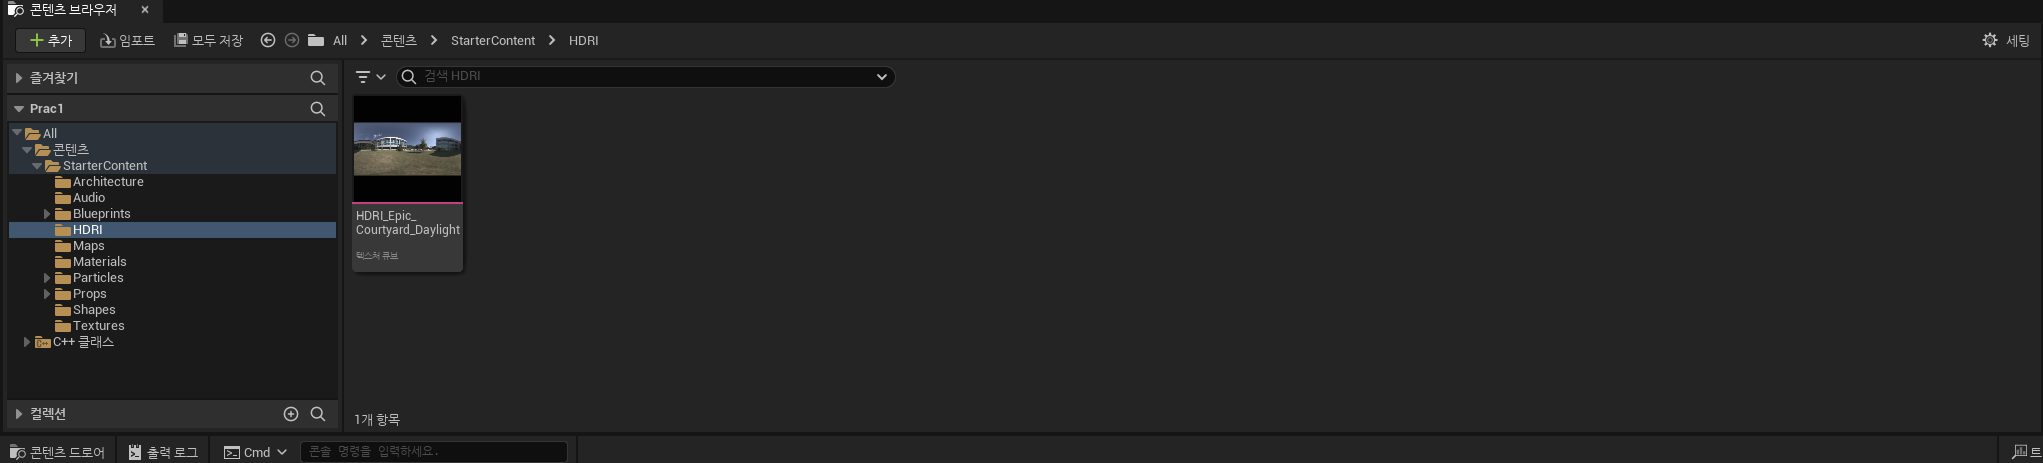 콘텐츠 브라우저
추가 임포트 모두 저장 All 콘텐츠 StarterContent HDRI 세팅
즐겨찾기
Prac1
All
콘텐츠
StarterContent
Architecture
Audio
Blueprints
HDRI
Maps
Materials
Particles
Props
Shapes
Textures
C++ 클래스
컬렉션
검색 HDRI
HDRI_Epic_
Courtyard_Daylight
텍스처 큐브
1개 항목
콘텐츠 드로어 출력 로그 Cmd 콘솔 명령을 입력하세요. 트